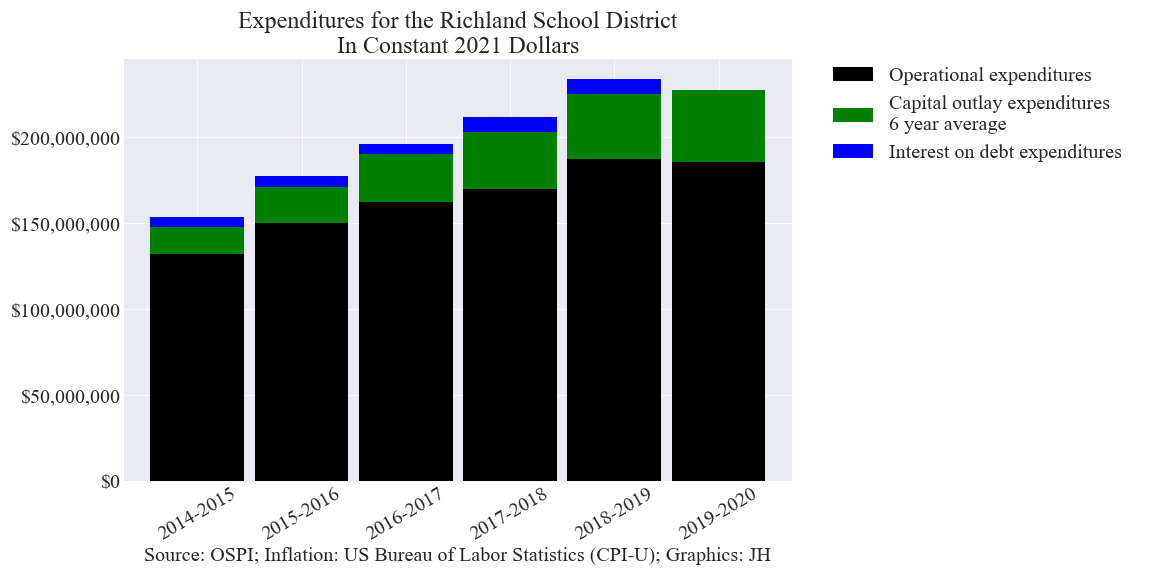 Expenditures for the Richland School District
In Constant 2021 Dollars
Operational expenditures
Capital outlay expenditures
6 year average
Interest on debt expenditures
$200,000,000
$150,000,000
$100,000,000
$50,000,000
$0
2014-2015
2015-2016
2016-2017
2017-2018
2018-2019
2019-2020
Source: OSPI; Inflation: US Bureau of Labor Statistics (CPI-U); Graphics: JH